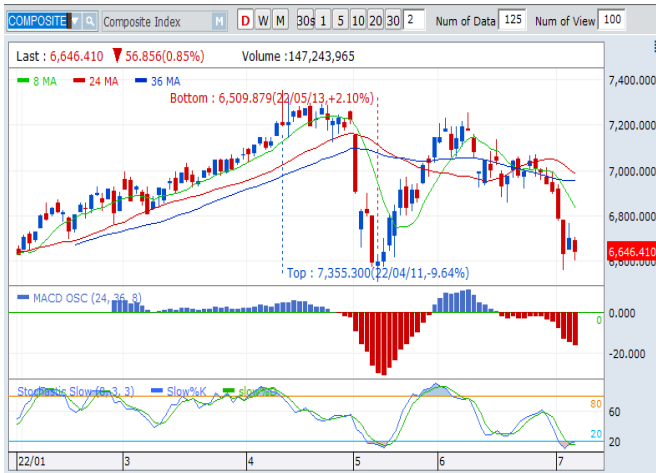 COMPOSITE Composite Index M D W M 30s 1 5 10 20 30 2 Num of Data 125 Num of View 100
Last : 6,646.410 ▼ 56.856(0.85%) Volume :147,243,965
8 MA 24 MA 36 MA
7,400.000
Bottom : 6,509.879(22/05/13,+2.10%)
7,200.000
7,000.000
6,800.000
6,646.410
Top : 7,355.300(22/04/11,-9.64%)
MACD OSC (24, 36, 8)
0.000
0
-20.000
Stochastic Slow (8, 3, 3) Slow%K
80
60
20
20
22/01 3 4 5 6 7